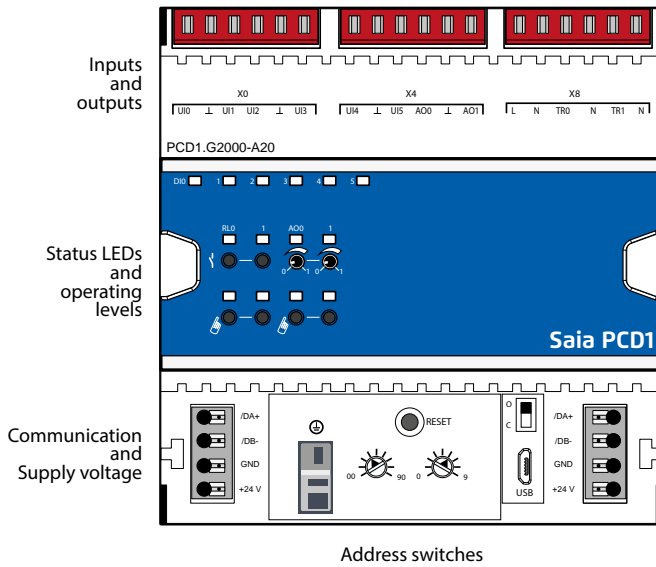 Inputs
and
outputs
X0 X4 X8
UI0 ⊥ UI1 UI2 ⊥ UI3 UI4 ⊥ UI5 AO0 ⊥ AO1 L N TR0 N TR1 N
PCD1.G2000-A20
DI0 1 2 3 4 5
RL0 1 AO0 1
0 1 0 1
Status LEDs
and
operating
levels
Saia PCD1
Communication
and
Supply voltage
/DA+
/DB-
GND
+24 V
RESET
00 90 0 9
O
C
USB
/DA+
/DB-
GND
+24 V
Address switches